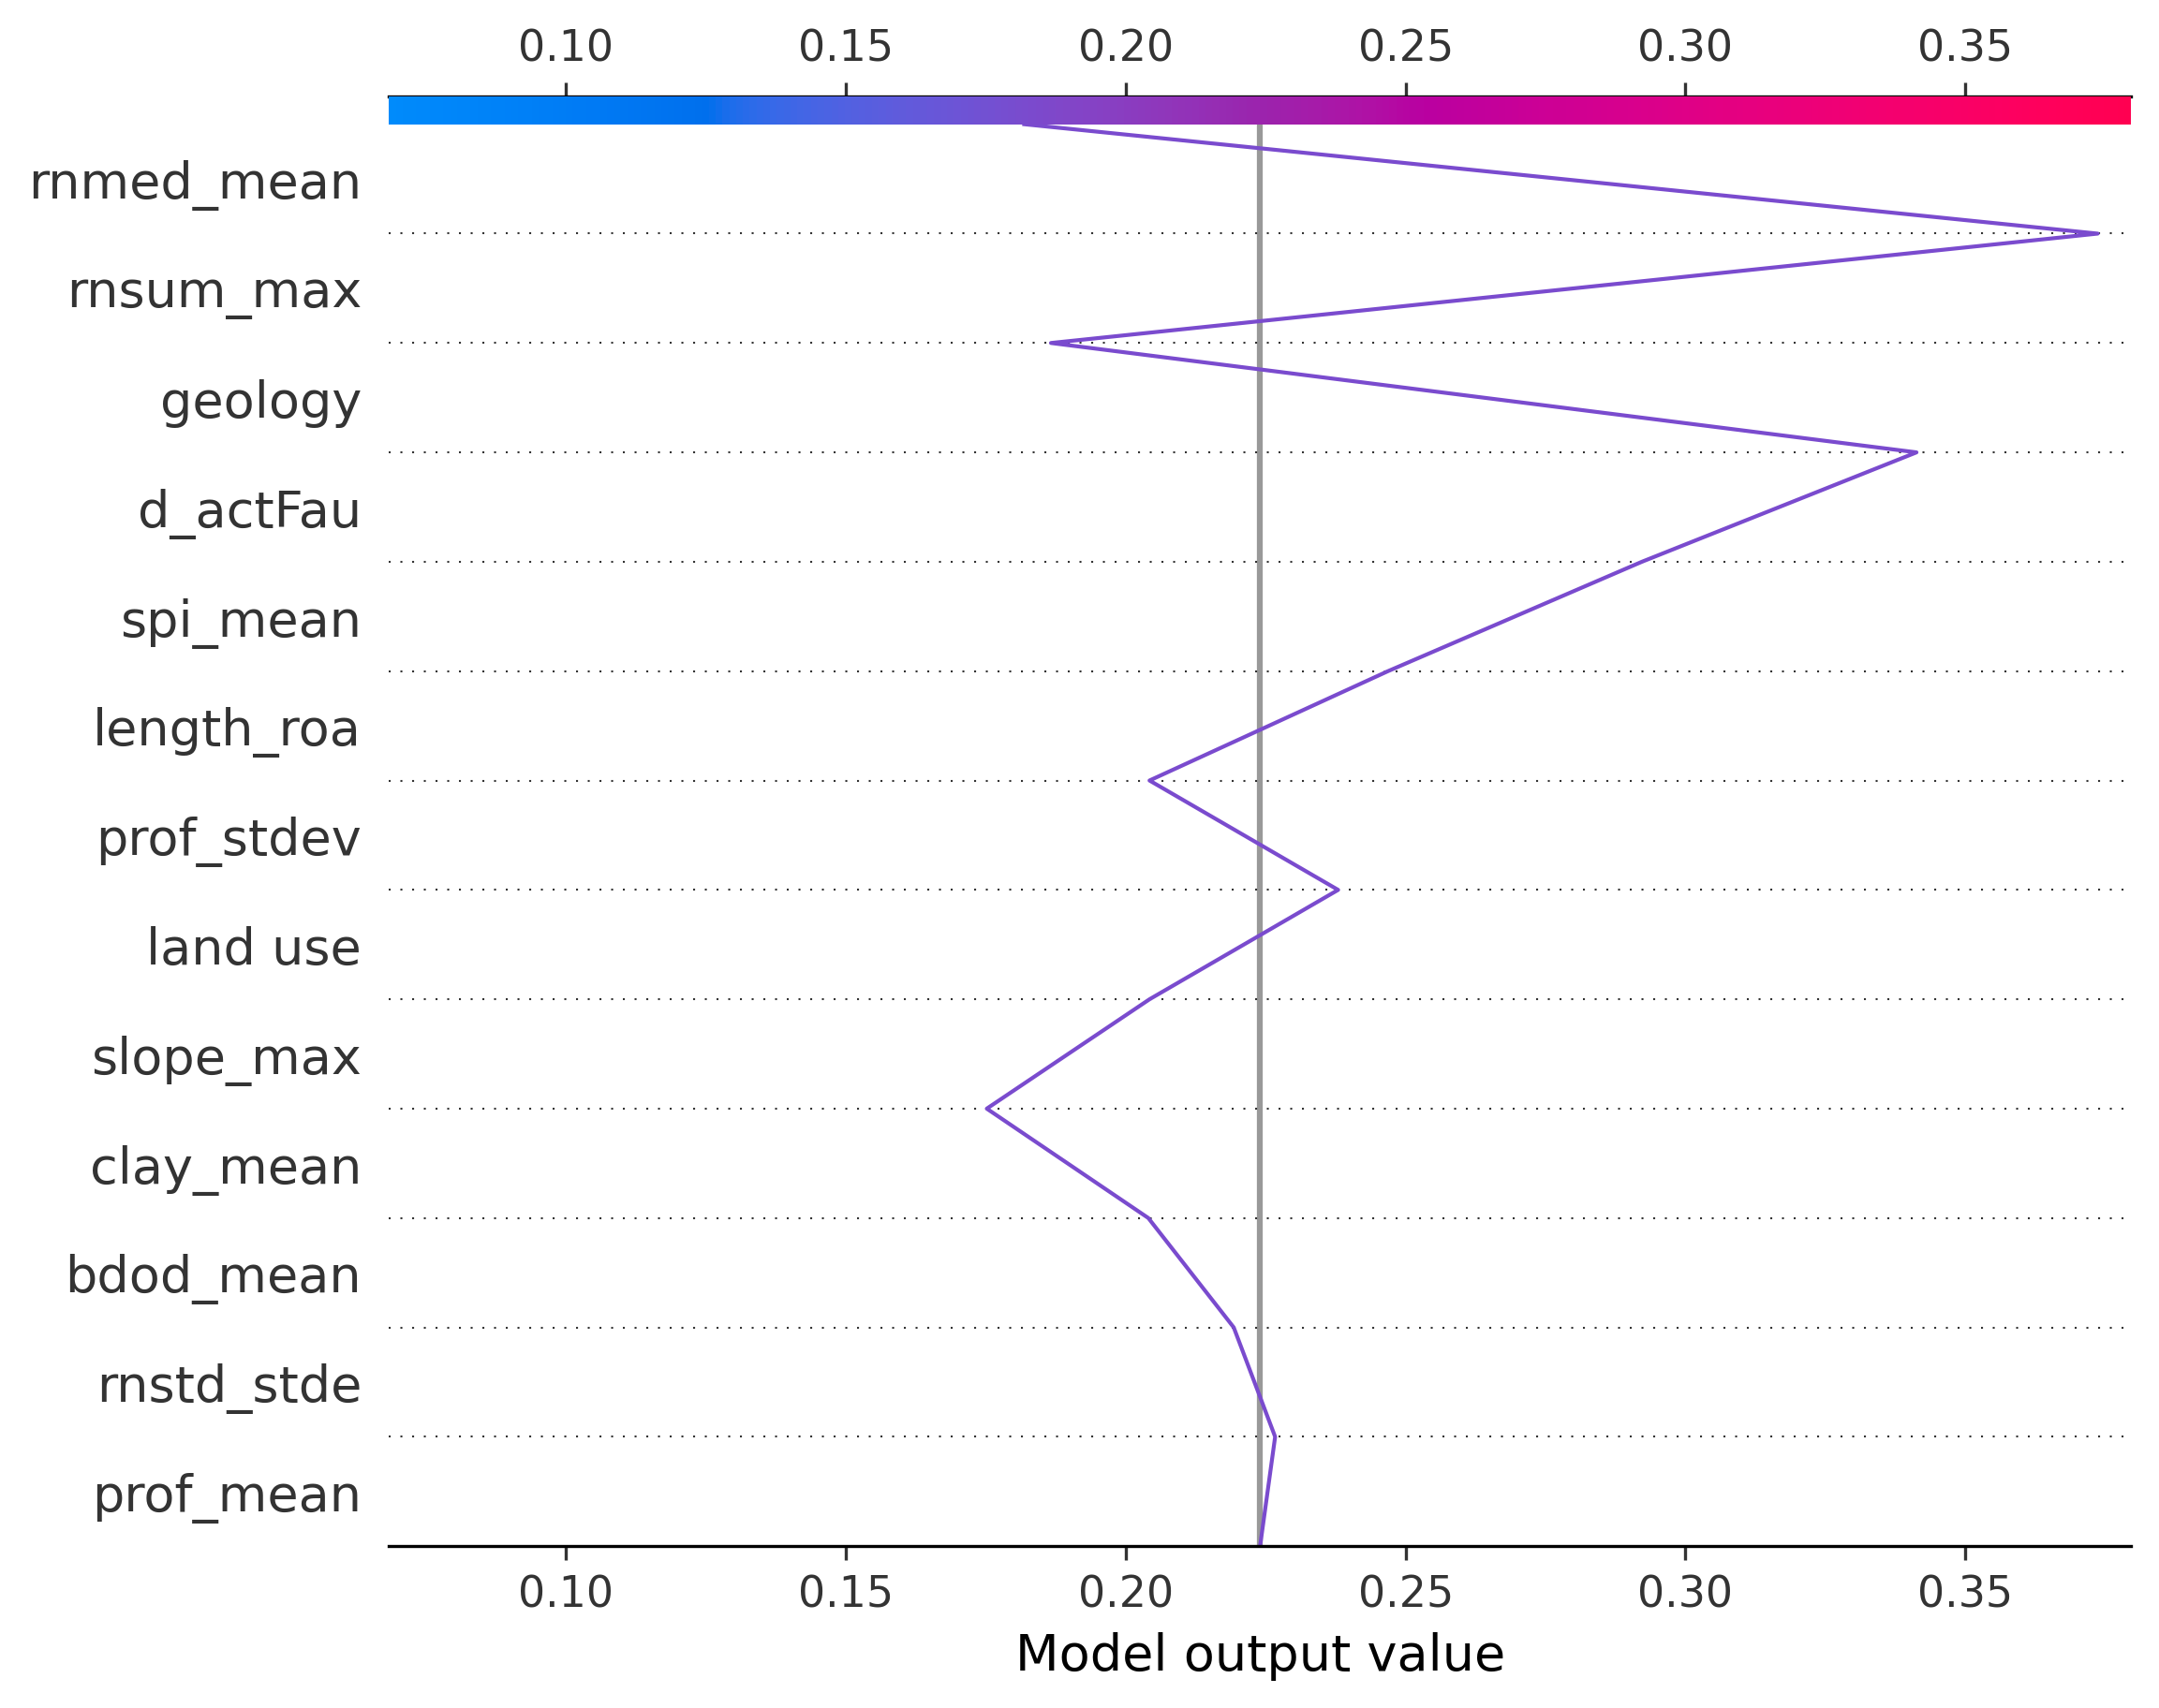 0.10 0.15 0.20 0.25 0.30 0.35
rnmed_mean
rnsum_max
geology
d_actFau
spi_mean
length_roa
prof_stdev
land use
slope_max
clay_mean
bdod_mean
rnstd_stde
prof_mean
0.10 0.15 0.20 0.25 0.30 0.35
Model output value